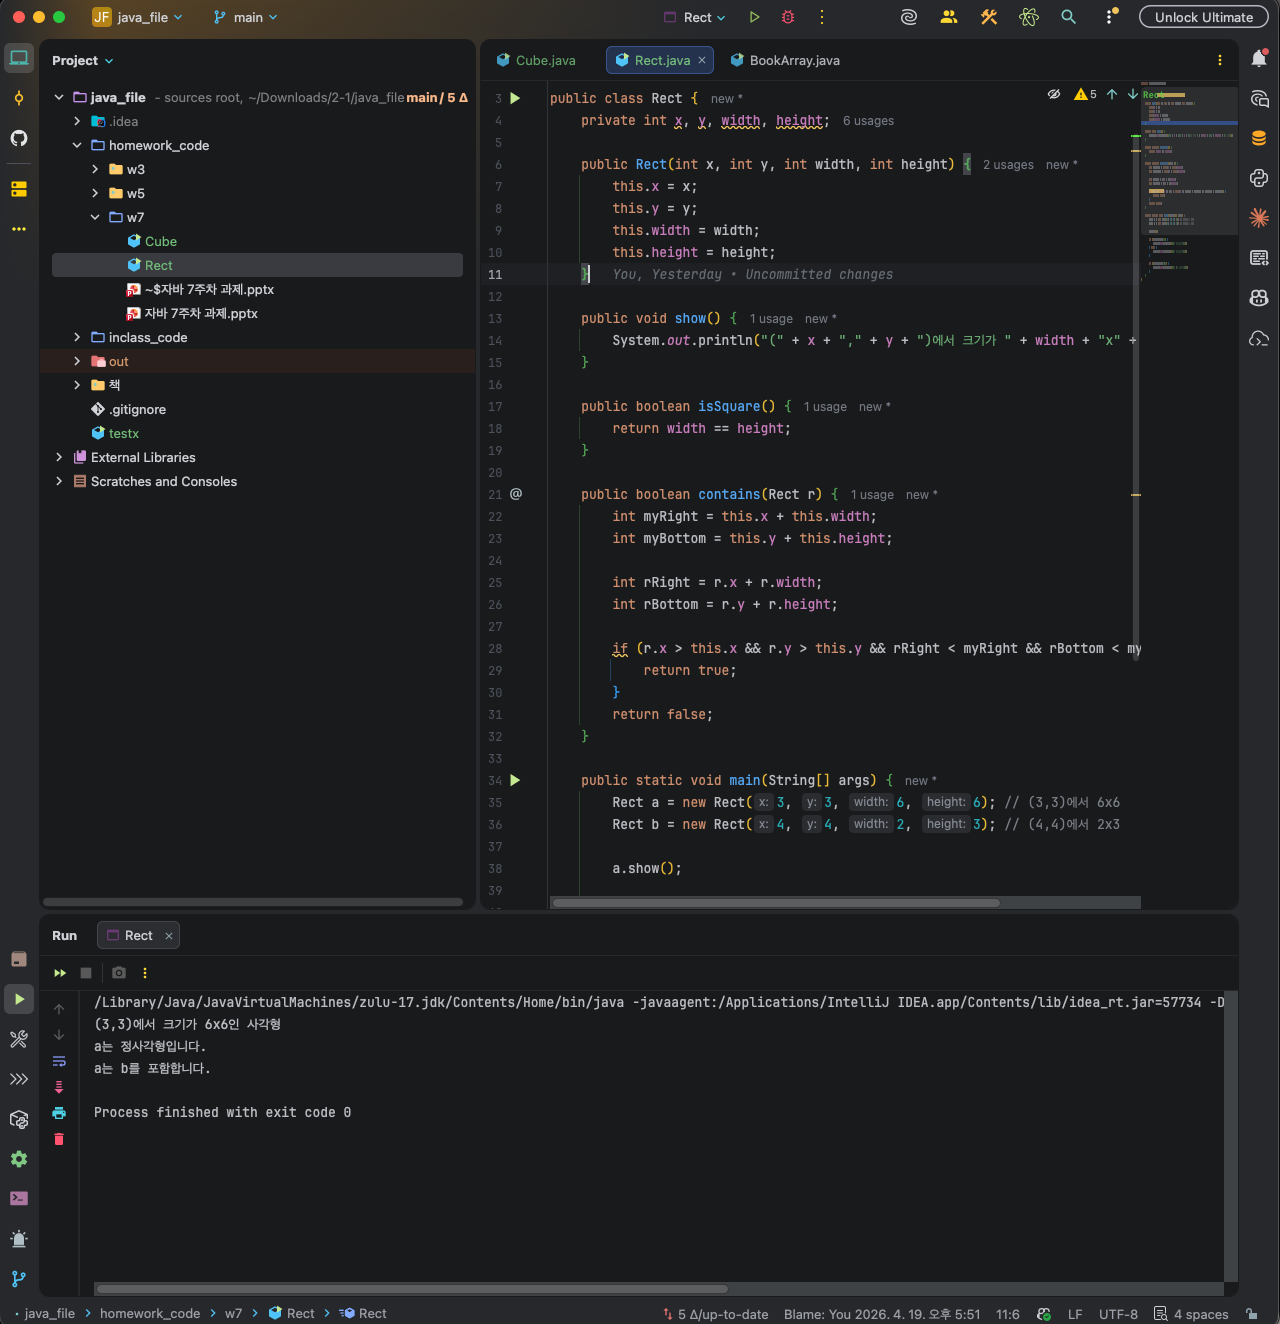 JF java_file main Rect Unlock Ultimate
Project
java_file - sources root, ~/Downloads/2-1/java_file main / 5 Δ
.idea
homework_code
w3
w5
w7
Cube
Rect
~$자바 7주차 과제.pptx
자바 7주차 과제.pptx
inclass_code
out
책
.gitignore
testx
External Libraries
Scratches and Consoles
Cube.java Rect.java × BookArray.java
5
3 public class Rect { new *
4 private int x, y, width, height; 6 usages
5
6 public Rect(int x, int y, int width, int height) { 2 usages new *
7 this.x = x;
8 this.y = y;
9 this.width = width;
10 this.height = height;
11 } You, Yesterday • Uncommitted changes
12
13 public void show() { 1 usage new *
14 System.out.println("(" + x + "," + y + ")에서 크기가 " + width + "x" +
15 }
16
17 public boolean isSquare() { 1 usage new *
18 return width == height;
19 }
20
21 @ public boolean contains(Rect r) { 1 usage new *
22 int myRight = this.x + this.width;
23 int myBottom = this.y + this.height;
24
25 int rRight = r.x + r.width;
26 int rBottom = r.y + r.height;
27
28 if (r.x > this.x && r.y > this.y && rRight < myRight && rBottom < my
29 return true;
30 }
31 return false;
32 }
33
34 public static void main(String[] args) { new *
35 Rect a = new Rect( x: 3, y: 3, width: 6, height: 6); // (3,3)에서 6x6
36 Rect b = new Rect( x: 4, y: 4, width: 2, height: 3); // (4,4)에서 2x3
37
38 a.show();
39
Run Rect ×
/Library/Java/JavaVirtualMachines/zulu-17.jdk/Contents/Home/bin/java -javaagent:/Applications/IntelliJ IDEA.app/Contents/lib/idea_rt.jar=57734 -D
(3,3)에서 크기가 6x6인 사각형
a는 정사각형입니다.
a는 b를 포함합니다.
Process finished with exit code 0
java_file > homework_code > w7 > Rect > Rect 5 Δ/up-to-date Blame: You 2026. 4. 19. 오후 5:51 11:6 LF UTF-8 4 spaces